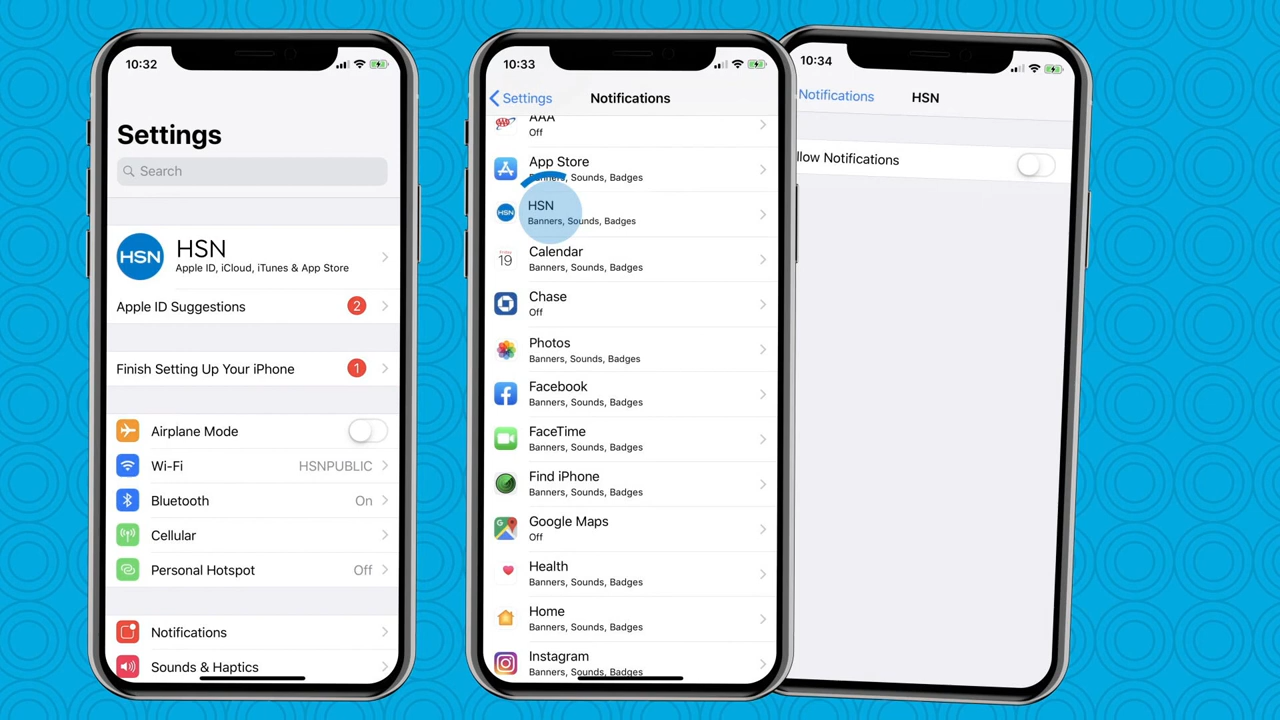 10:32
Settings
Search
HSN
HSN
Apple ID, iCloud, iTunes & App Store
Apple ID Suggestions
2
Finish Setting Up Your iPhone
1
Airplane Mode
Wi-Fi
HSNPUBLIC
Bluetooth
On
Cellular
Personal Hotspot
Off
Notifications
Sounds & Haptics
10:33
Settings
Notifications
AAA
Off
App Store
Banners, Sounds, Badges
HSN
HSN
Banners, Sounds, Badges
19
Calendar
Banners, Sounds, Badges
Chase
Off
Photos
Banners, Sounds, Badges
Facebook
Banners, Sounds, Badges
FaceTime
Banners, Sounds, Badges
Find iPhone
Banners, Sounds, Badges
Google Maps
Off
Health
Banners, Sounds, Badges
Home
Banners, Sounds, Badges
Instagram
Banners, Sounds, Badges
10:34
Notifications
HSN
llow Notifications